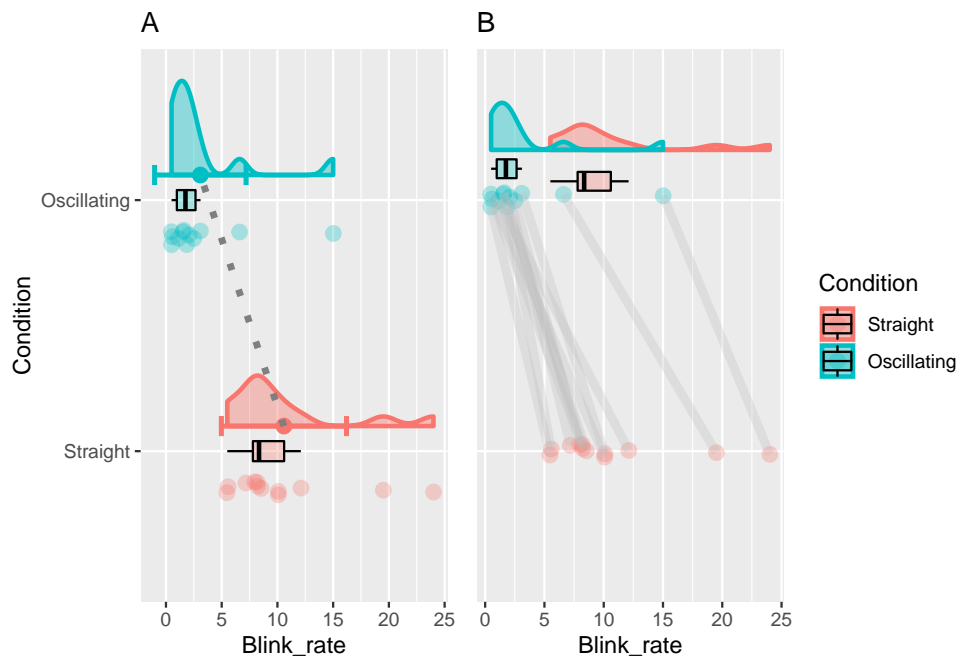 A
B
Oscillating
Straight
Condition
0 5 10 15 20 25
Blink_rate
0 5 10 15 20 25
Blink_rate
Condition
Straight
Oscillating